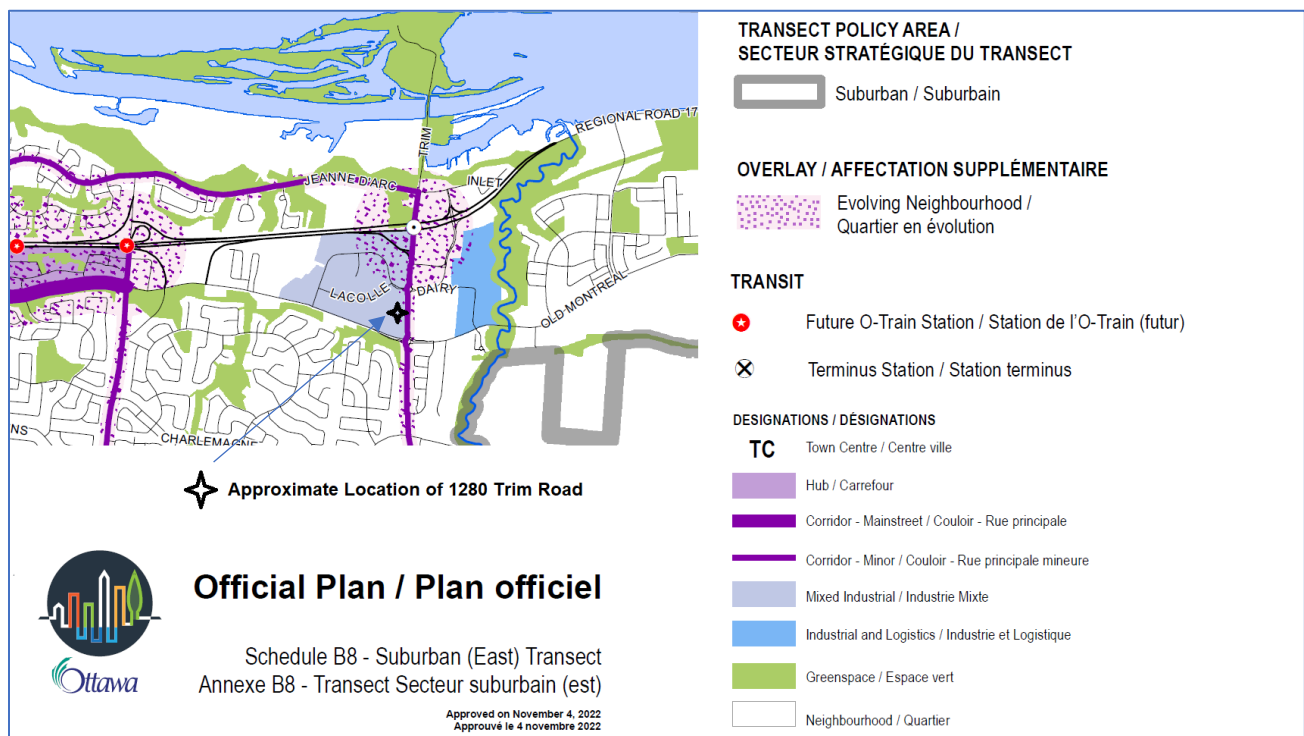 TRIM
REGIONAL ROAD 17
JEANNE D'ARC
INLET
LACOLLE
DAIRY
OLD MONTREAL
NS
CHARLEMAGNE
Approximate Location of 1280 Trim Road
Official Plan / Plan officiel
Schedule B8 - Suburban (East) Transect
Annexe B8 - Transect Secteur suburbain (est)
Approved on November 4, 2022
Approuvé le 4 novembre 2022
Ottawa
TRANSECT POLICY AREA /
SECTEUR STRATÉGIQUE DU TRANSECT
Suburban / Suburbain
OVERLAY / AFFECTATION SUPPLÉMENTAIRE
Evolving Neighbourhood /
Quartier en évolution
TRANSIT
Future O-Train Station / Station de l'O-Train (futur)
Terminus Station / Station terminus
DESIGNATIONS / DÉSIGNATIONS
TC Town Centre / Centre ville
Hub / Carrefour
Corridor - Mainstreet / Couloir - Rue principale
Corridor - Minor / Couloir - Rue principale mineure
Mixed Industrial / Industrie Mixte
Industrial and Logistics / Industrie et Logistique
Greenspace / Espace vert
Neighbourhood / Quartier